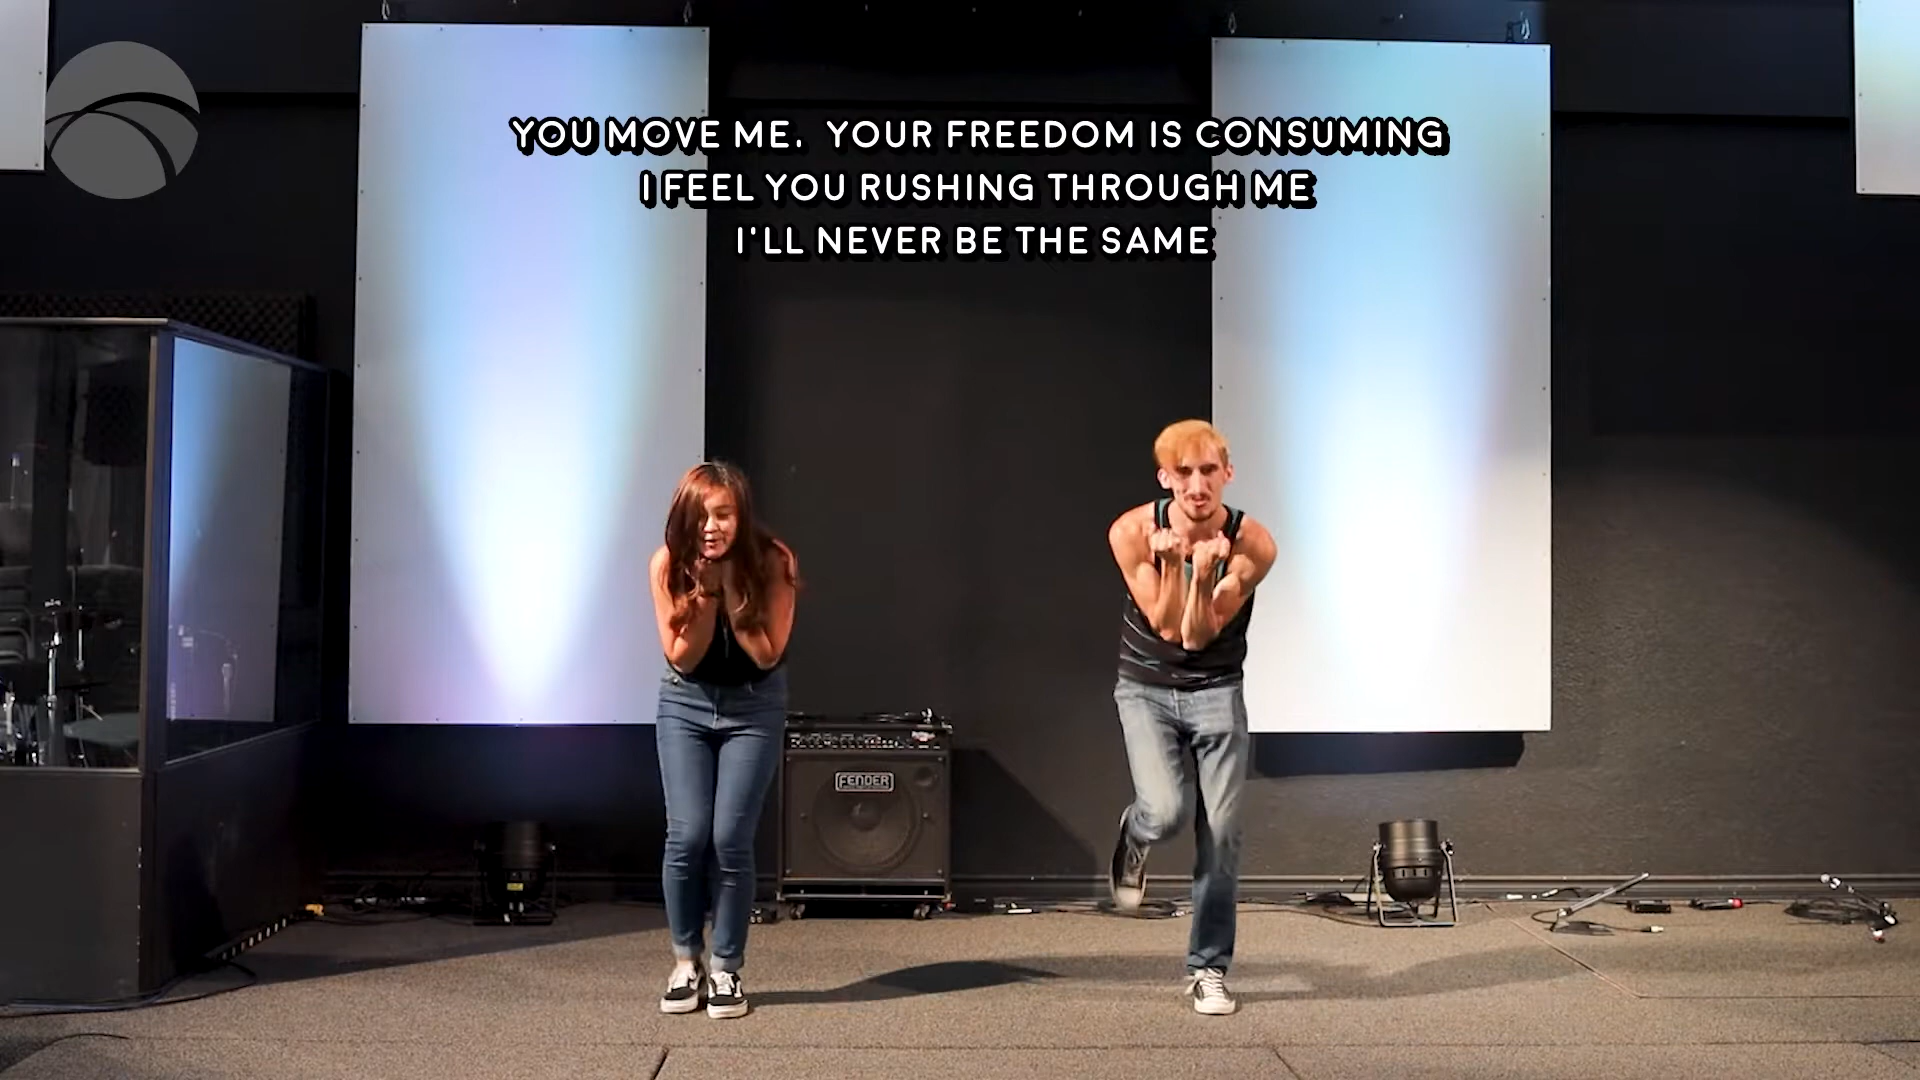 YOU MOVE ME. YOUR FREEDOM IS CONSUMING
I FEEL YOU RUSHING THROUGH ME
I'LL NEVER BE THE SAME
FENDER